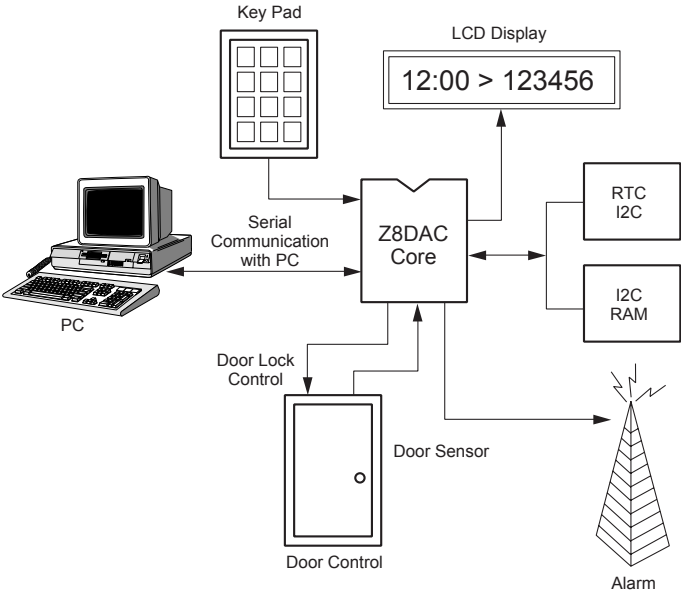 Key Pad
LCD Display
12:00 > 123456
RTC
I2C
Serial
Communication
with PC
Z8DAC
Core
I2C
RAM
PC
Door Lock
Control
Door Sensor
Door Control
Alarm